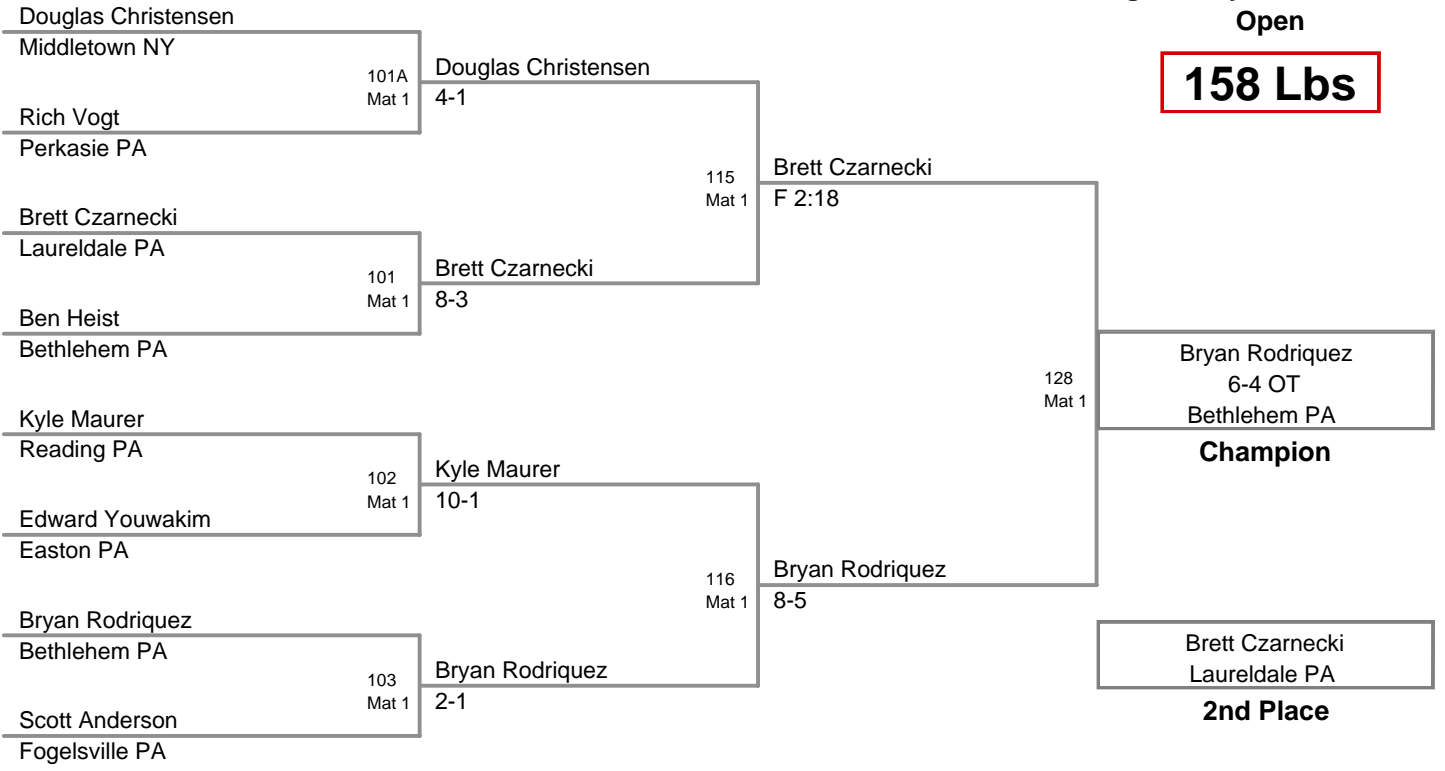 Open
158 Lbs
Douglas Christensen
Middletown NY
101A
Mat 1
Rich Vogt
Perkasie PA
Douglas Christensen
4-1
Brett Czarnecki
Laureldale PA
101
Mat 1
Ben Heist
Bethlehem PA
Brett Czarnecki
8-3
115
Mat 1
Brett Czarnecki
F 2:18
Kyle Maurer
Reading PA
102
Mat 1
Edward Youwakim
Easton PA
Kyle Maurer
10-1
Bryan Rodriquez
Bethlehem PA
103
Mat 1
Scott Anderson
Fogelsville PA
Bryan Rodriquez
2-1
116
Mat 1
Bryan Rodriquez
8-5
128
Mat 1
Bryan Rodriquez
6-4 OT
Bethlehem PA
Champion
Brett Czarnecki
Laureldale PA
2nd Place